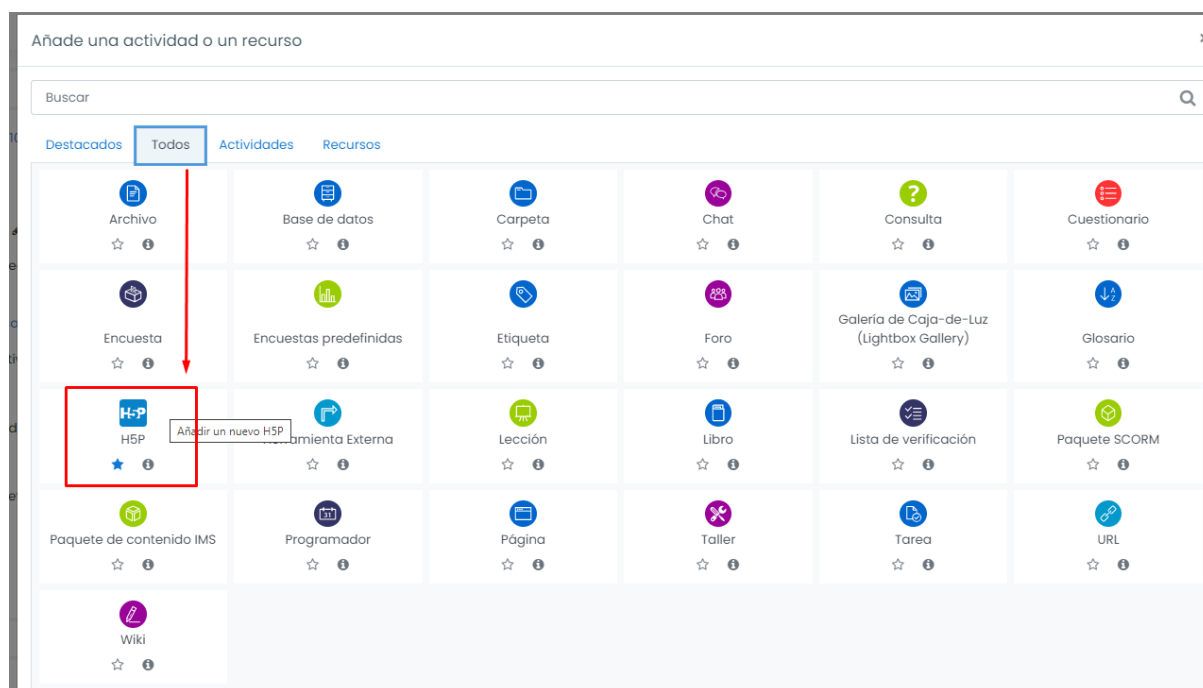 Añade una actividad o un recurso
Buscar
Destacados Todos Actividades Recursos
Archivo Base de datos Carpeta Chat Consulta Cuestionario
Encuesta Encuestas predefinidas Etiqueta Foro Galería de Caja-de-Luz (Lightbox Gallery) Glosario
H5P
H5P Añadir un nuevo H5P Externa Lección Libro Lista de verificación Paquete SCORM
Paquete de contenido IMS Programador Página Taller Tarea URL
Wiki